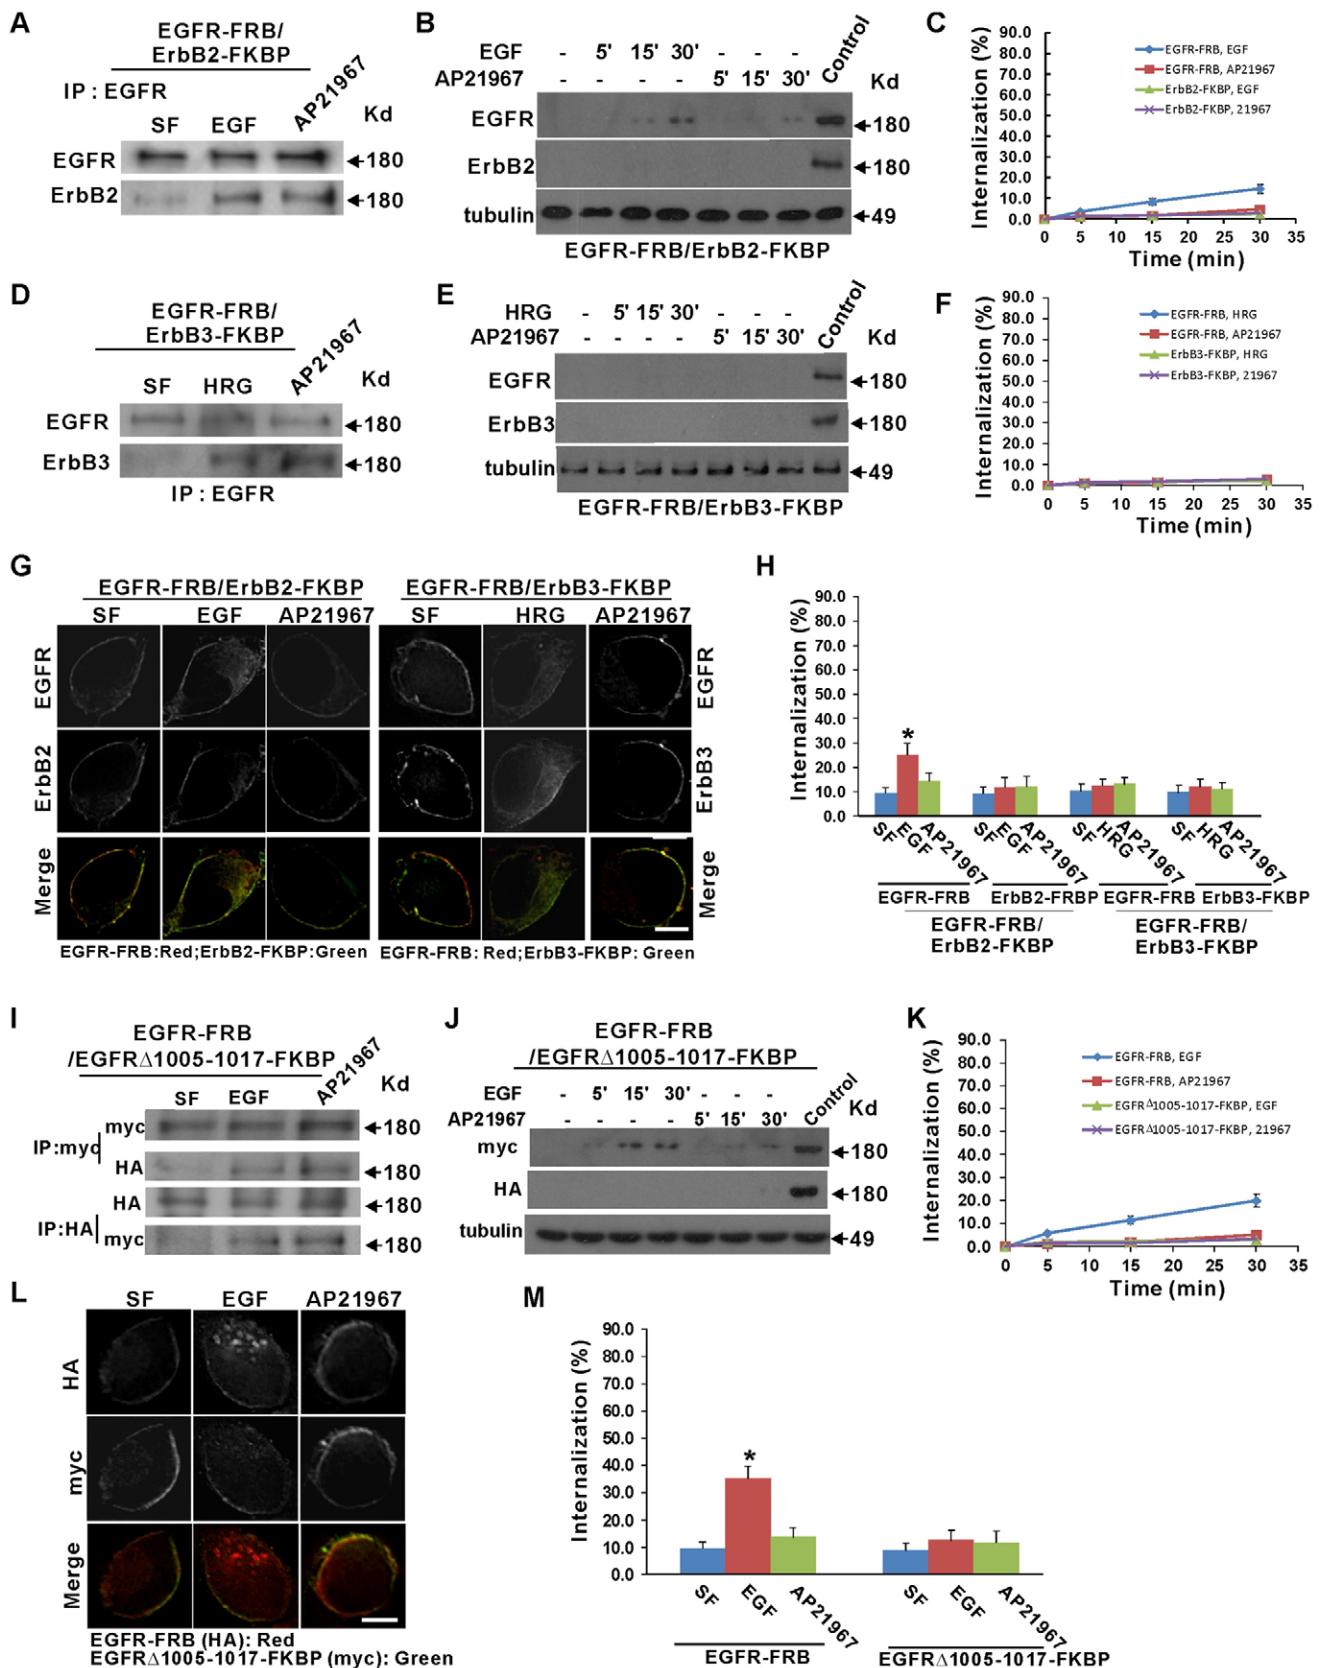 A
EGFR-FRB/
ErbB2-FKBP
IP : EGFR
SF EGF AP21967 Kd
EGFR 180
ErbB2 180
B
EGF - 5' 15' 30' - - - Control
AP21967 - - - - 5' 15' 30' Kd
EGFR 180
ErbB2 180
tubulin 49
EGFR-FRB/ErbB2-FKBP
C
Internalization (%)
90.0
80.0
70.0
60.0
50.0
40.0
30.0
20.0
10.0
0.0
EGFR-FRB, EGF
EGFR-FRB, AP21967
ErbB2-FKBP, EGF
ErbB2-FKBP, 21967
0 5 10 15 20 25 30 35
Time (min)
D
EGFR-FRB/
ErbB3-FKBP
SF HRG AP21967 Kd
EGFR 180
ErbB3 180
IP : EGFR
E
HRG - 5' 15' 30' - - - Control
AP21967 - - - - 5' 15' 30' Kd
EGFR 180
ErbB3 180
tubulin 49
EGFR-FRB/ErbB3-FKBP
F
Internalization (%)
90.0
80.0
70.0
60.0
50.0
40.0
30.0
20.0
10.0
0.0
EGFR-FRB, HRG
EGFR-FRB, AP21967
ErbB3-FKBP, HRG
ErbB3-FKBP, 21967
0 5 10 15 20 25 30 35
Time (min)
G
EGFR-FRB/ErbB2-FKBP EGFR-FRB/ErbB3-FKBP
SF EGF AP21967 SF HRG AP21967
EGFR EGFR
ErbB2 ErbB3
Merge Merge
EGFR-FRB:Red;ErbB2-FKBP:Green EGFR-FRB: Red;ErbB3-FKBP: Green
H
Internalization (%)
90.0
80.0
70.0
60.0
50.0
40.0
30.0
20.0
10.0
0.0
*
SF EGF AP21967 SF EGF AP21967 SF HRG AP21967 SF HRG AP21967
EGFR-FRB ErbB2-FRBP EGFR-FRB ErbB3-FKBP
EGFR-FRB/ EGFR-FRB/
ErbB2-FKBP ErbB3-FKBP
I
EGFR-FRB
/EGFRΔ1005-1017-FKBP
SF EGF AP21967 Kd
IP:myc
myc 180
HA 180
IP:HA
HA 180
myc 180
J
EGFR-FRB
/EGFRΔ1005-1017-FKBP
EGF - 5' 15' 30' - - - Control
AP21967 - - - - 5' 15' 30' Kd
myc 180
HA 180
tubulin 49
K
Internalization (%)
90.0
80.0
70.0
60.0
50.0
40.0
30.0
20.0
10.0
0.0
EGFR-FRB, EGF
EGFR-FRB, AP21967
EGFRΔ1005-1017-FKBP, EGF
EGFRΔ1005-1017-FKBP, 21967
0 5 10 15 20 25 30 35
Time (min)
L
SF EGF AP21967
HA
myc
Merge
EGFR-FRB (HA): Red
EGFRΔ1005-1017-FKBP (myc): Green
M
Internalization (%)
90.0
80.0
70.0
60.0
50.0
40.0
30.0
20.0
10.0
0.0
*
SF EGF AP21967 SF EGF AP21967
EGFR-FRB EGFRΔ1005-1017-FKBP